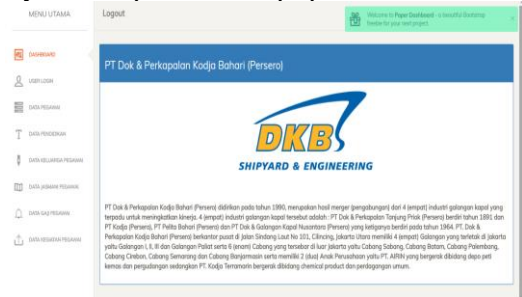 MENU UTAMA
Logout
Welcome to Paper Dashboard - a beautiful Bootstrap
freebie for your next project.
DASHBOARD
USER LOGIN
DATA PEGAWAI
DATA PENDIDIKAN
DATA KELUARGA PEGAWAI
DATA JASMANI PEGAWAI
DATA GAJI PEGAWAI
DATA KEGIATAN PEGAWAI
PT Dok & Perkapalan Kodja Bahari (Persero)
DKB
SHIPYARD & ENGINEERING
PT Dok & Perkapalan Kodja Bahari (Persero) didirikan pada tahun 1990, merupakan hasil merger (pengabungan) dari 4 (empat) industri galangan kapal yang
terpadu untuk meningkatkan kinerja. 4 (empat) industri galangan kapal tersebut adalah : PT Dok & Perkapalan Tanjung Priok (Persero) berdiri tahun 1891 dan
PT Kodja (Persero), PT Pelita Bahari (Persero) dan PT Dok & Galangan Kapal Nusantara (Persero) yang ketiganya berdiri pada tahun 1964. PT. Dok &
Perkapalan Kodja Bahari (Persero) berkantor pusat di Jalan Sindang Laut No 101, Cilincing, Jakarta Utara memiliki 4 (empat) Galangan yang terletak di jakarta
yaitu Galangan I, II, III dan Galangan Paliat serta 6 (enam) Cabang yang tersebar di luar jakarta yaitu Cabang Sabang, Cabang Batam, Cabang Palembang,
Cabang Cirebon, Cabang Semarang dan Cabang Banjarmasin serta memiliki 2 (dua) Anak Perusahaan yaitu PT. AIRIN yang bergerak dibidang depo peti
kemas dan pergudangan sedangkan PT. Kodja Terramarin bergerak dibidang chemical product dan perdagangan umum.